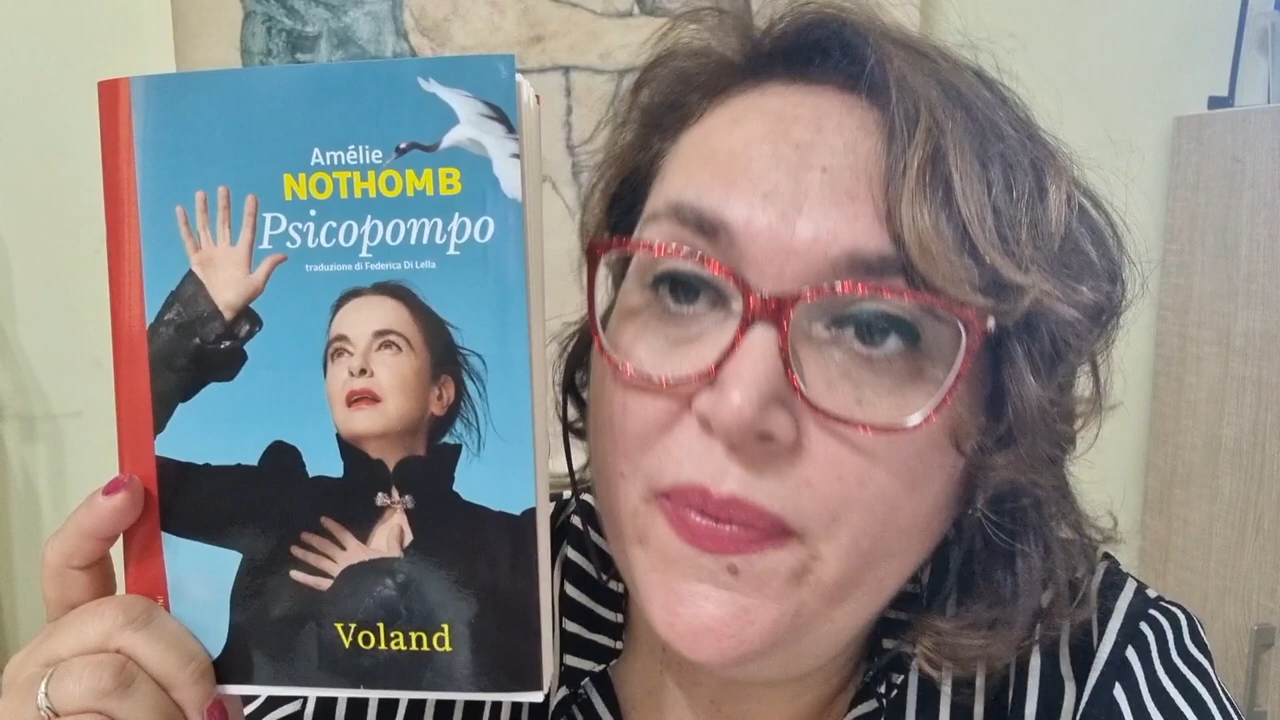 Amélie
NOTHOMB
Psicopompo
traduzione di Federica Di Lella
Voland